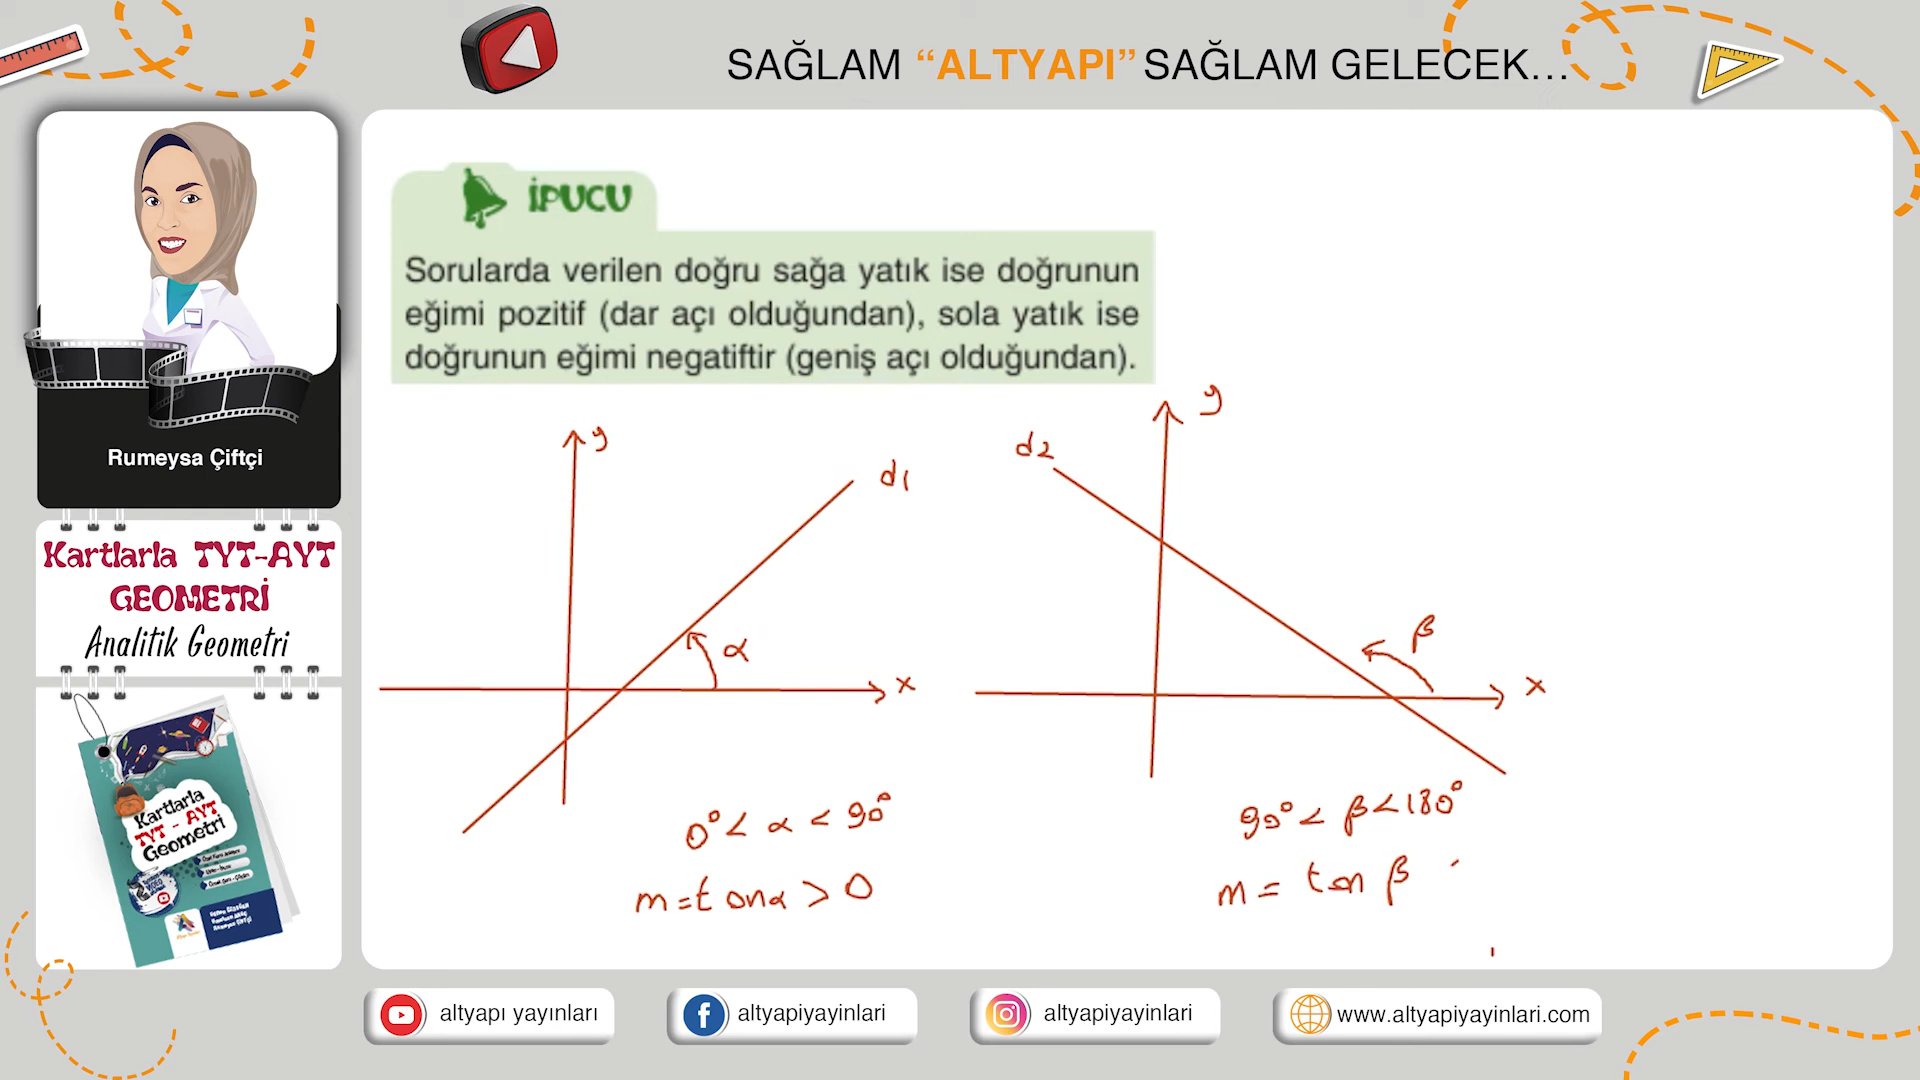 SAĞLAM “ALTYAPI” SAĞLAM GELECEK...
İPUCU
Sorularda verilen doğru sağa yatık ise doğrunun
eğimi pozitif (dar açı olduğundan), sola yatık ise
doğrunun eğimi negatiftir (geniş açı olduğundan).
Rumeysa Çiftçi
Kartlarla TYT-AYT
GEOMETRİ
Analitik Geometri
Kartlarla
TYT - AYT
Geometri
y
d1
α
x
0° < α < 90°
m = tanα > 0
y
d2
β
x
90° < β < 180°
m = tan β
altyapı yayınları
altyapiyayinlari
altyapiyayinlari
www.altyapiyayinlari.com